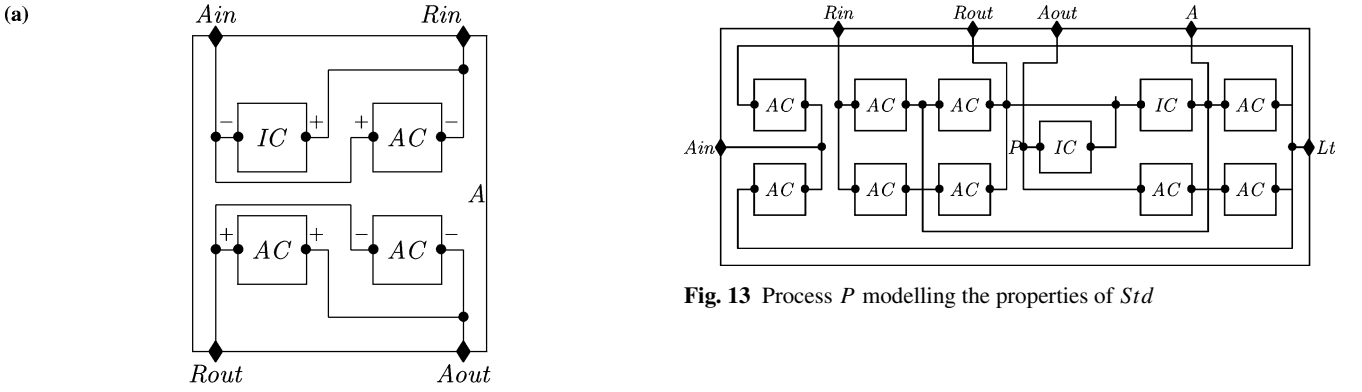 (a)
Ain Rin
− IC + + AC −
A
+ AC + − AC −
Rout Aout
Rin Rout Aout A
AC AC AC IC AC
Ain P IC Lt
AC AC AC AC AC
Fig. 13 Process P modelling the properties of Std